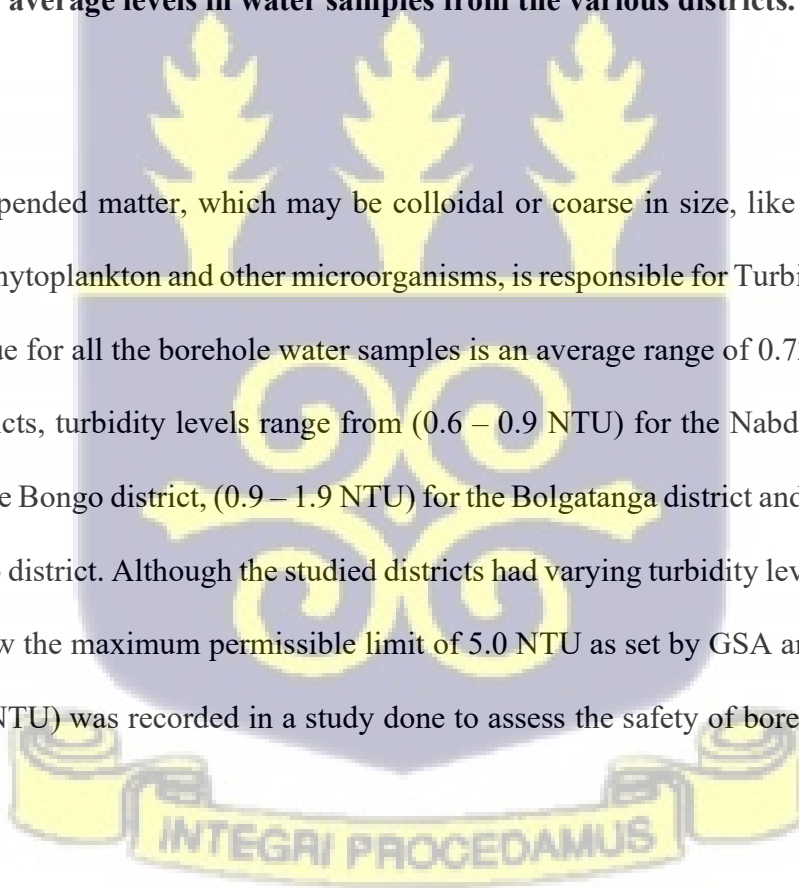 average levels in water samples from the various districts.
pended matter, which may be colloidal or coarse in size, like
hytoplankton and other microorganisms, is responsible for Turbi
ue for all the borehole water samples is an average range of 0.7
cts, turbidity levels range from (0.6 – 0.9 NTU) for the Nabd
e Bongo district, (0.9 – 1.9 NTU) for the Bolgatanga district and
district. Although the studied districts had varying turbidity lev
w the maximum permissible limit of 5.0 NTU as set by GSA a
NTU) was recorded in a study done to assess the safety of bore
INTEGRI PROCEDAMUS